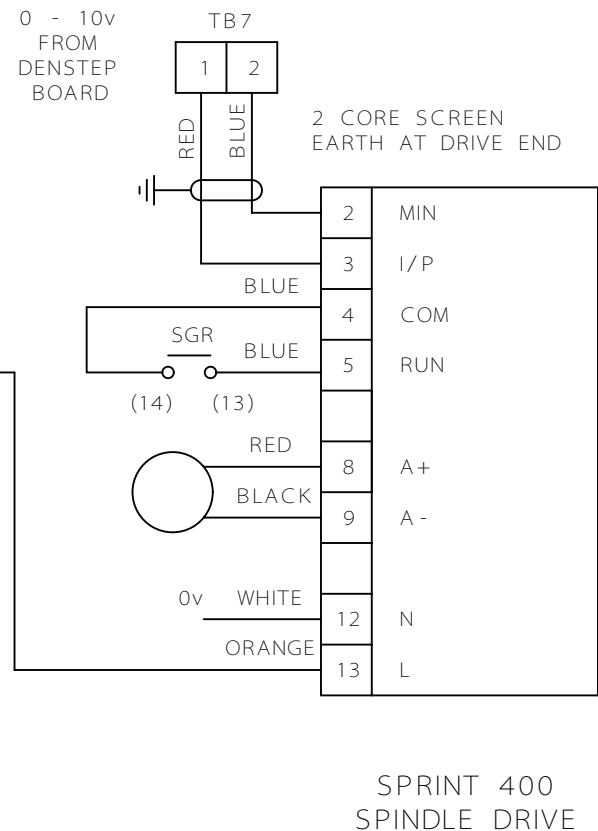 0 - 10v
FROM
DENSTEP
BOARD
TB7
1 2
RED
BLUE
2 CORE SCREEN
EARTH AT DRIVE END
2 MIN
3 I/P
BLUE
4 COM
SGR
BLUE
5 RUN
(14) (13)
RED
8 A+
BLACK
9 A-
0v WHITE
12 N
ORANGE
13 L
SPRINT 400
SPINDLE DRIVE